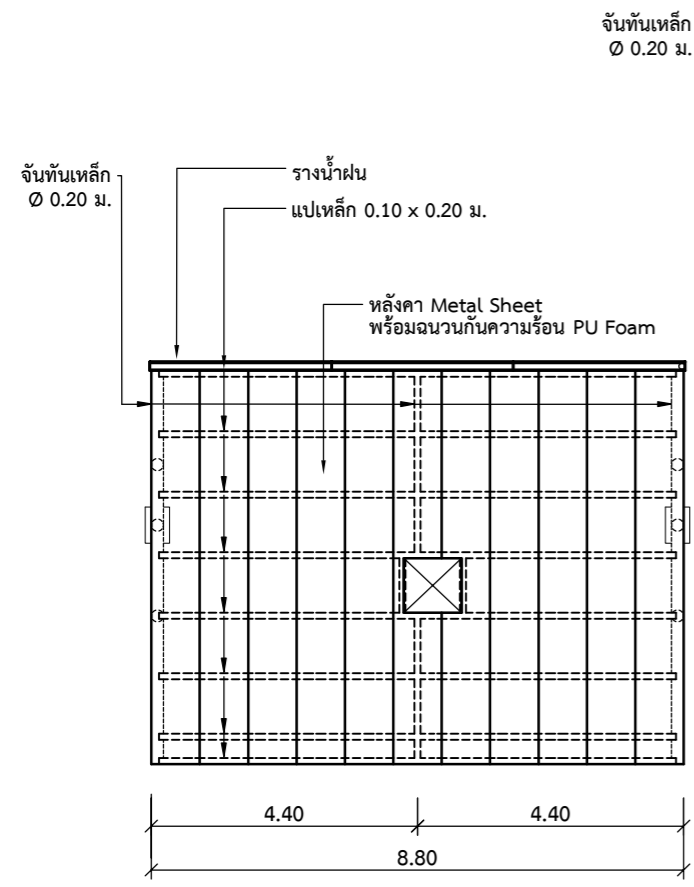 จันทันเหล็ก
Ø 0.20 ม.
จันทันเหล็ก
Ø 0.20 ม.
รางน้ำฝน
แปเหล็ก 0.10 x 0.20 ม.
หลังคา Metal Sheet
พร้อมฉนวนกันความร้อน PU Foam
4.40
4.40
8.80